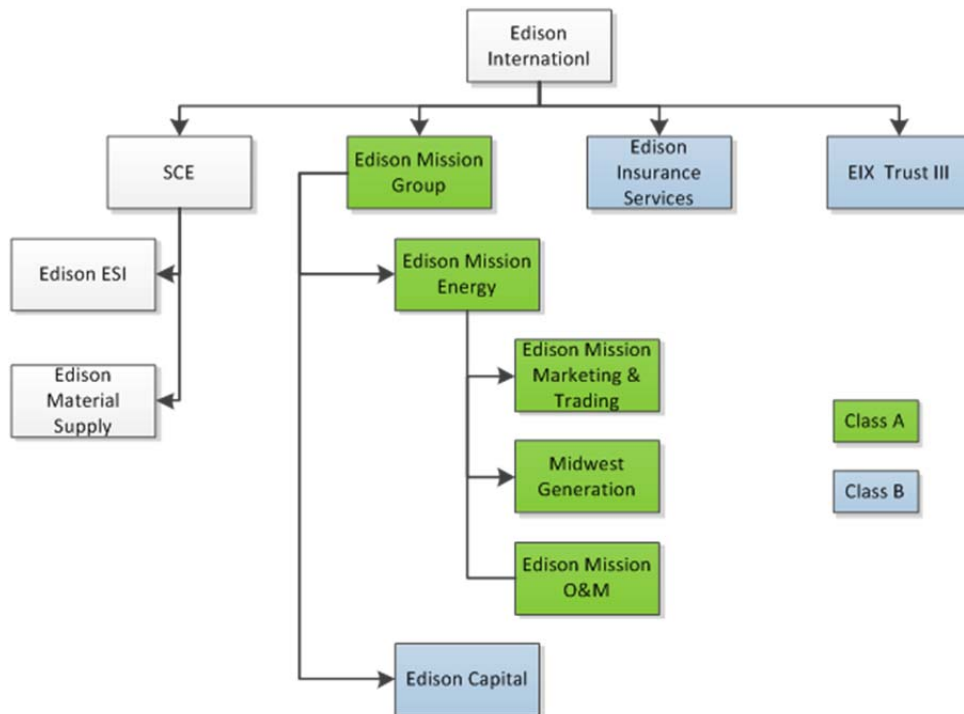 Edison
Internationl
SCE
Edison Mission
Group
Edison
Insurance
Services
EIX Trust III
Edison ESI
Edison Mission
Energy
Edison
Material
Supply
Edison Mission
Marketing &
Trading
Class A
Midwest
Generation
Class B
Edison Mission
O&M
Edison Capital